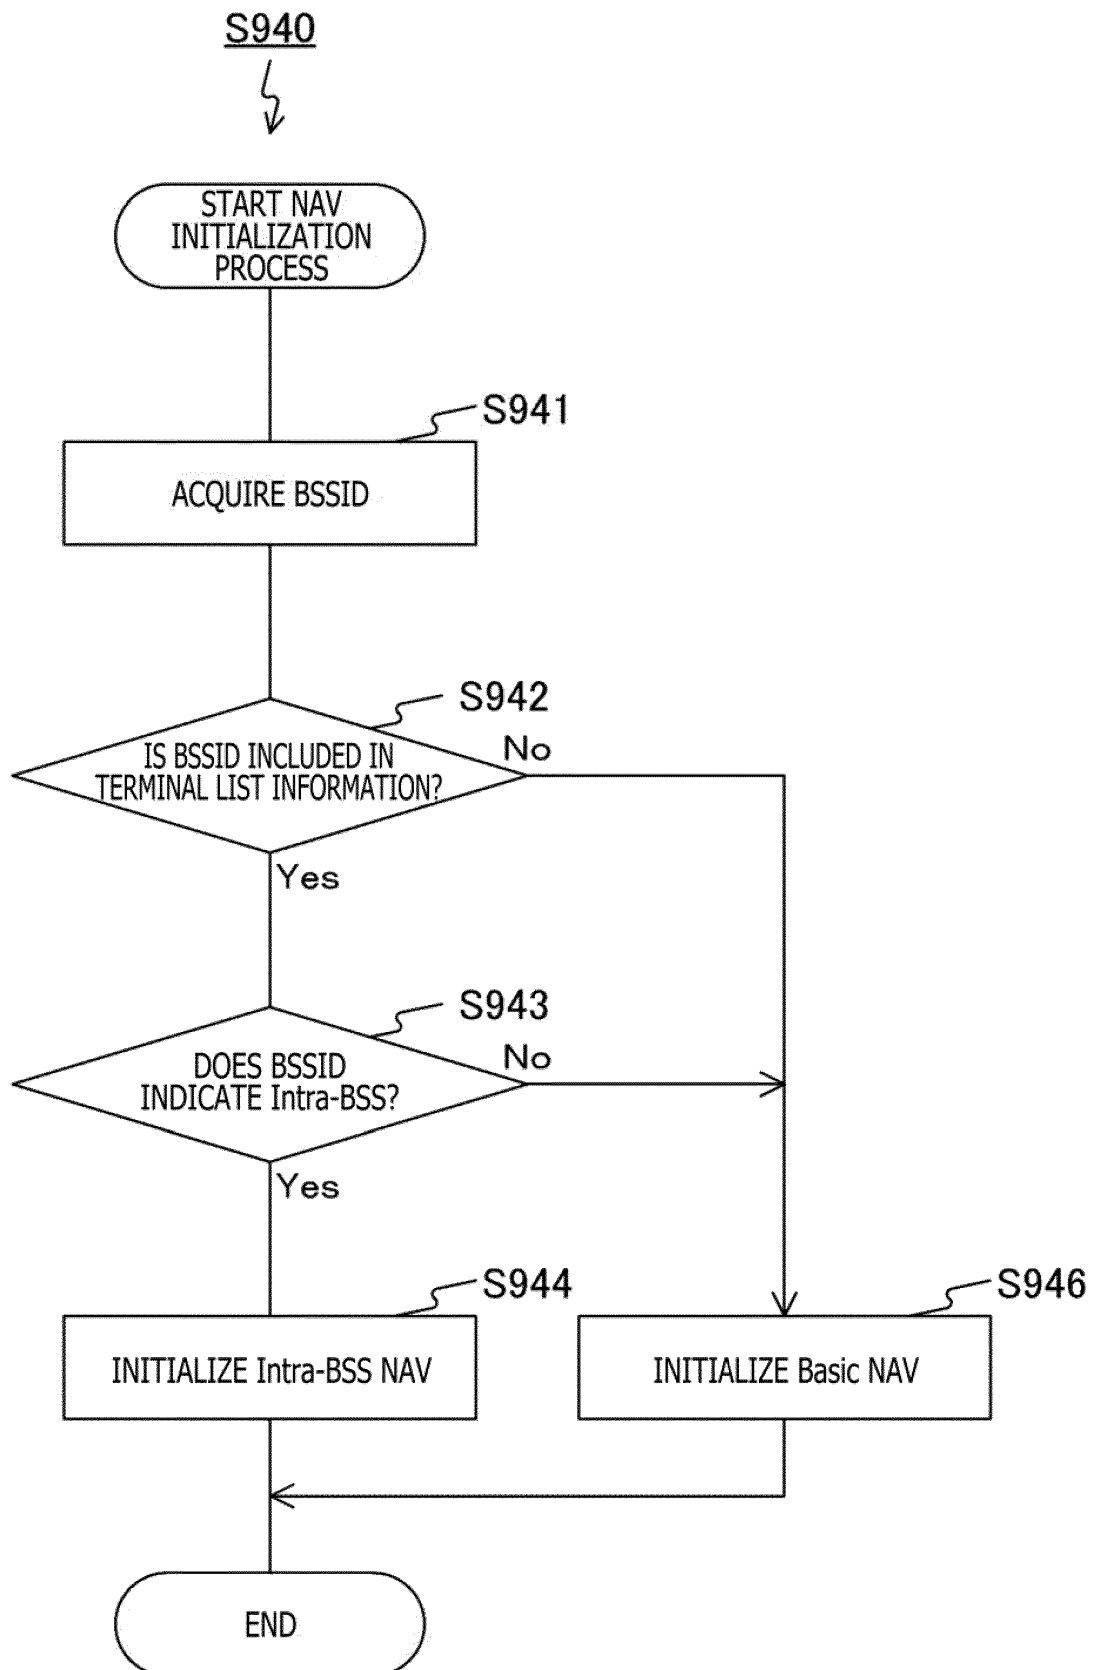 S940
START NAV
INITIALIZATION
PROCESS
S941
ACQUIRE BSSID
S942
IS BSSID INCLUDED IN
TERMINAL LIST INFORMATION?
No
Yes
S943
DOES BSSID
INDICATE Intra-BSS?
No
Yes
S944
INITIALIZE Intra-BSS NAV
S946
INITIALIZE Basic NAV
END